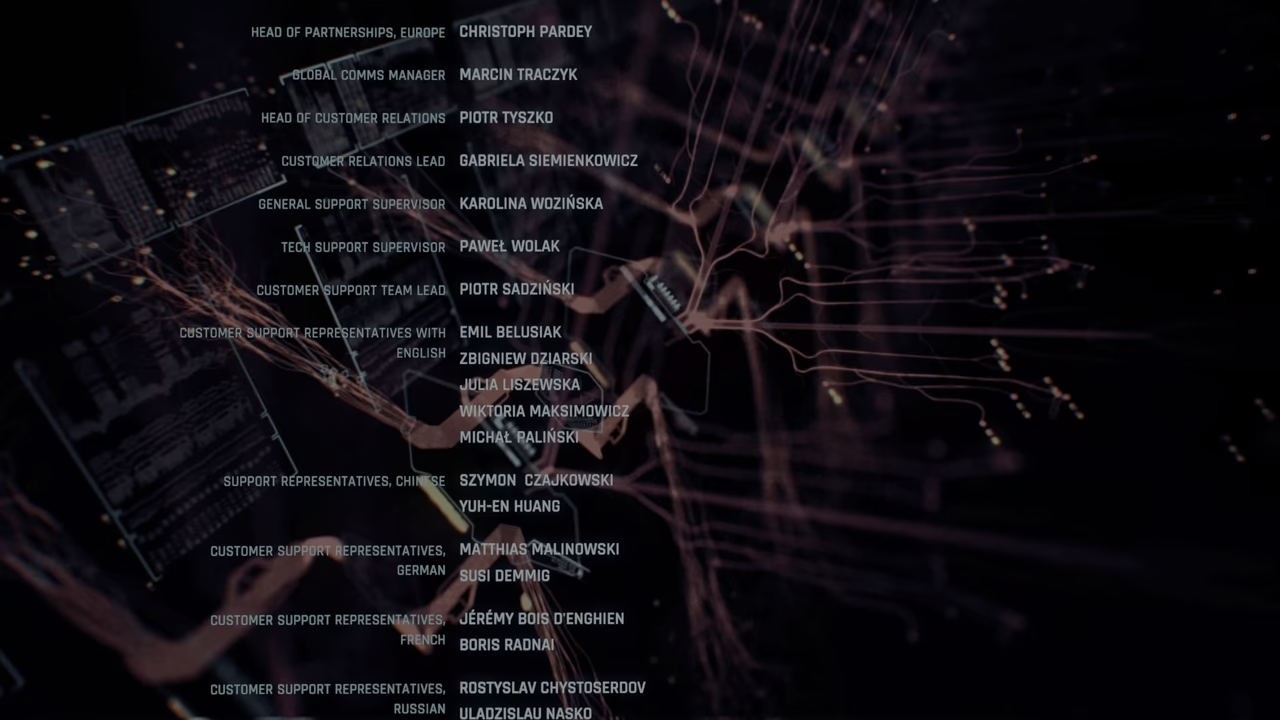 HEAD OF PARTNERSHIPS, EUROPE CHRISTOPH PARDEY
GLOBAL COMMS MANAGER MARCIN TRACZYK
HEAD OF CUSTOMER RELATIONS PIOTR TYSZKO
CUSTOMER RELATIONS LEAD GABRIELA SIEMIENKOWICZ
GENERAL SUPPORT SUPERVISOR KAROLINA WOZIŃSKA
TECH SUPPORT SUPERVISOR PAWEŁ WOLAK
CUSTOMER SUPPORT TEAM LEAD PIOTR SADZIŃSKI
CUSTOMER SUPPORT REPRESENTATIVES WITH EMIL BELUSIAK
ENGLISH ZBIGNIEW DZIARSKI
JULIA LISZEWSKA
WIKTORIA MAKSIMOWICZ
MICHAŁ PALIŃSKI
SUPPORT REPRESENTATIVES, CHINESE SZYMON CZAJKOWSKI
YUH-EN HUANG
CUSTOMER SUPPORT REPRESENTATIVES, MATTHIAS MALINOWSKI
GERMAN SUSI DEMMIG
CUSTOMER SUPPORT REPRESENTATIVES, JÉRÉMY BOIS D'ENGHIEN
FRENCH BORIS RADNAI
CUSTOMER SUPPORT REPRESENTATIVES, ROSTYSLAV CHYSTOSERDOV
RUSSIAN ULADZISLAU NASKO